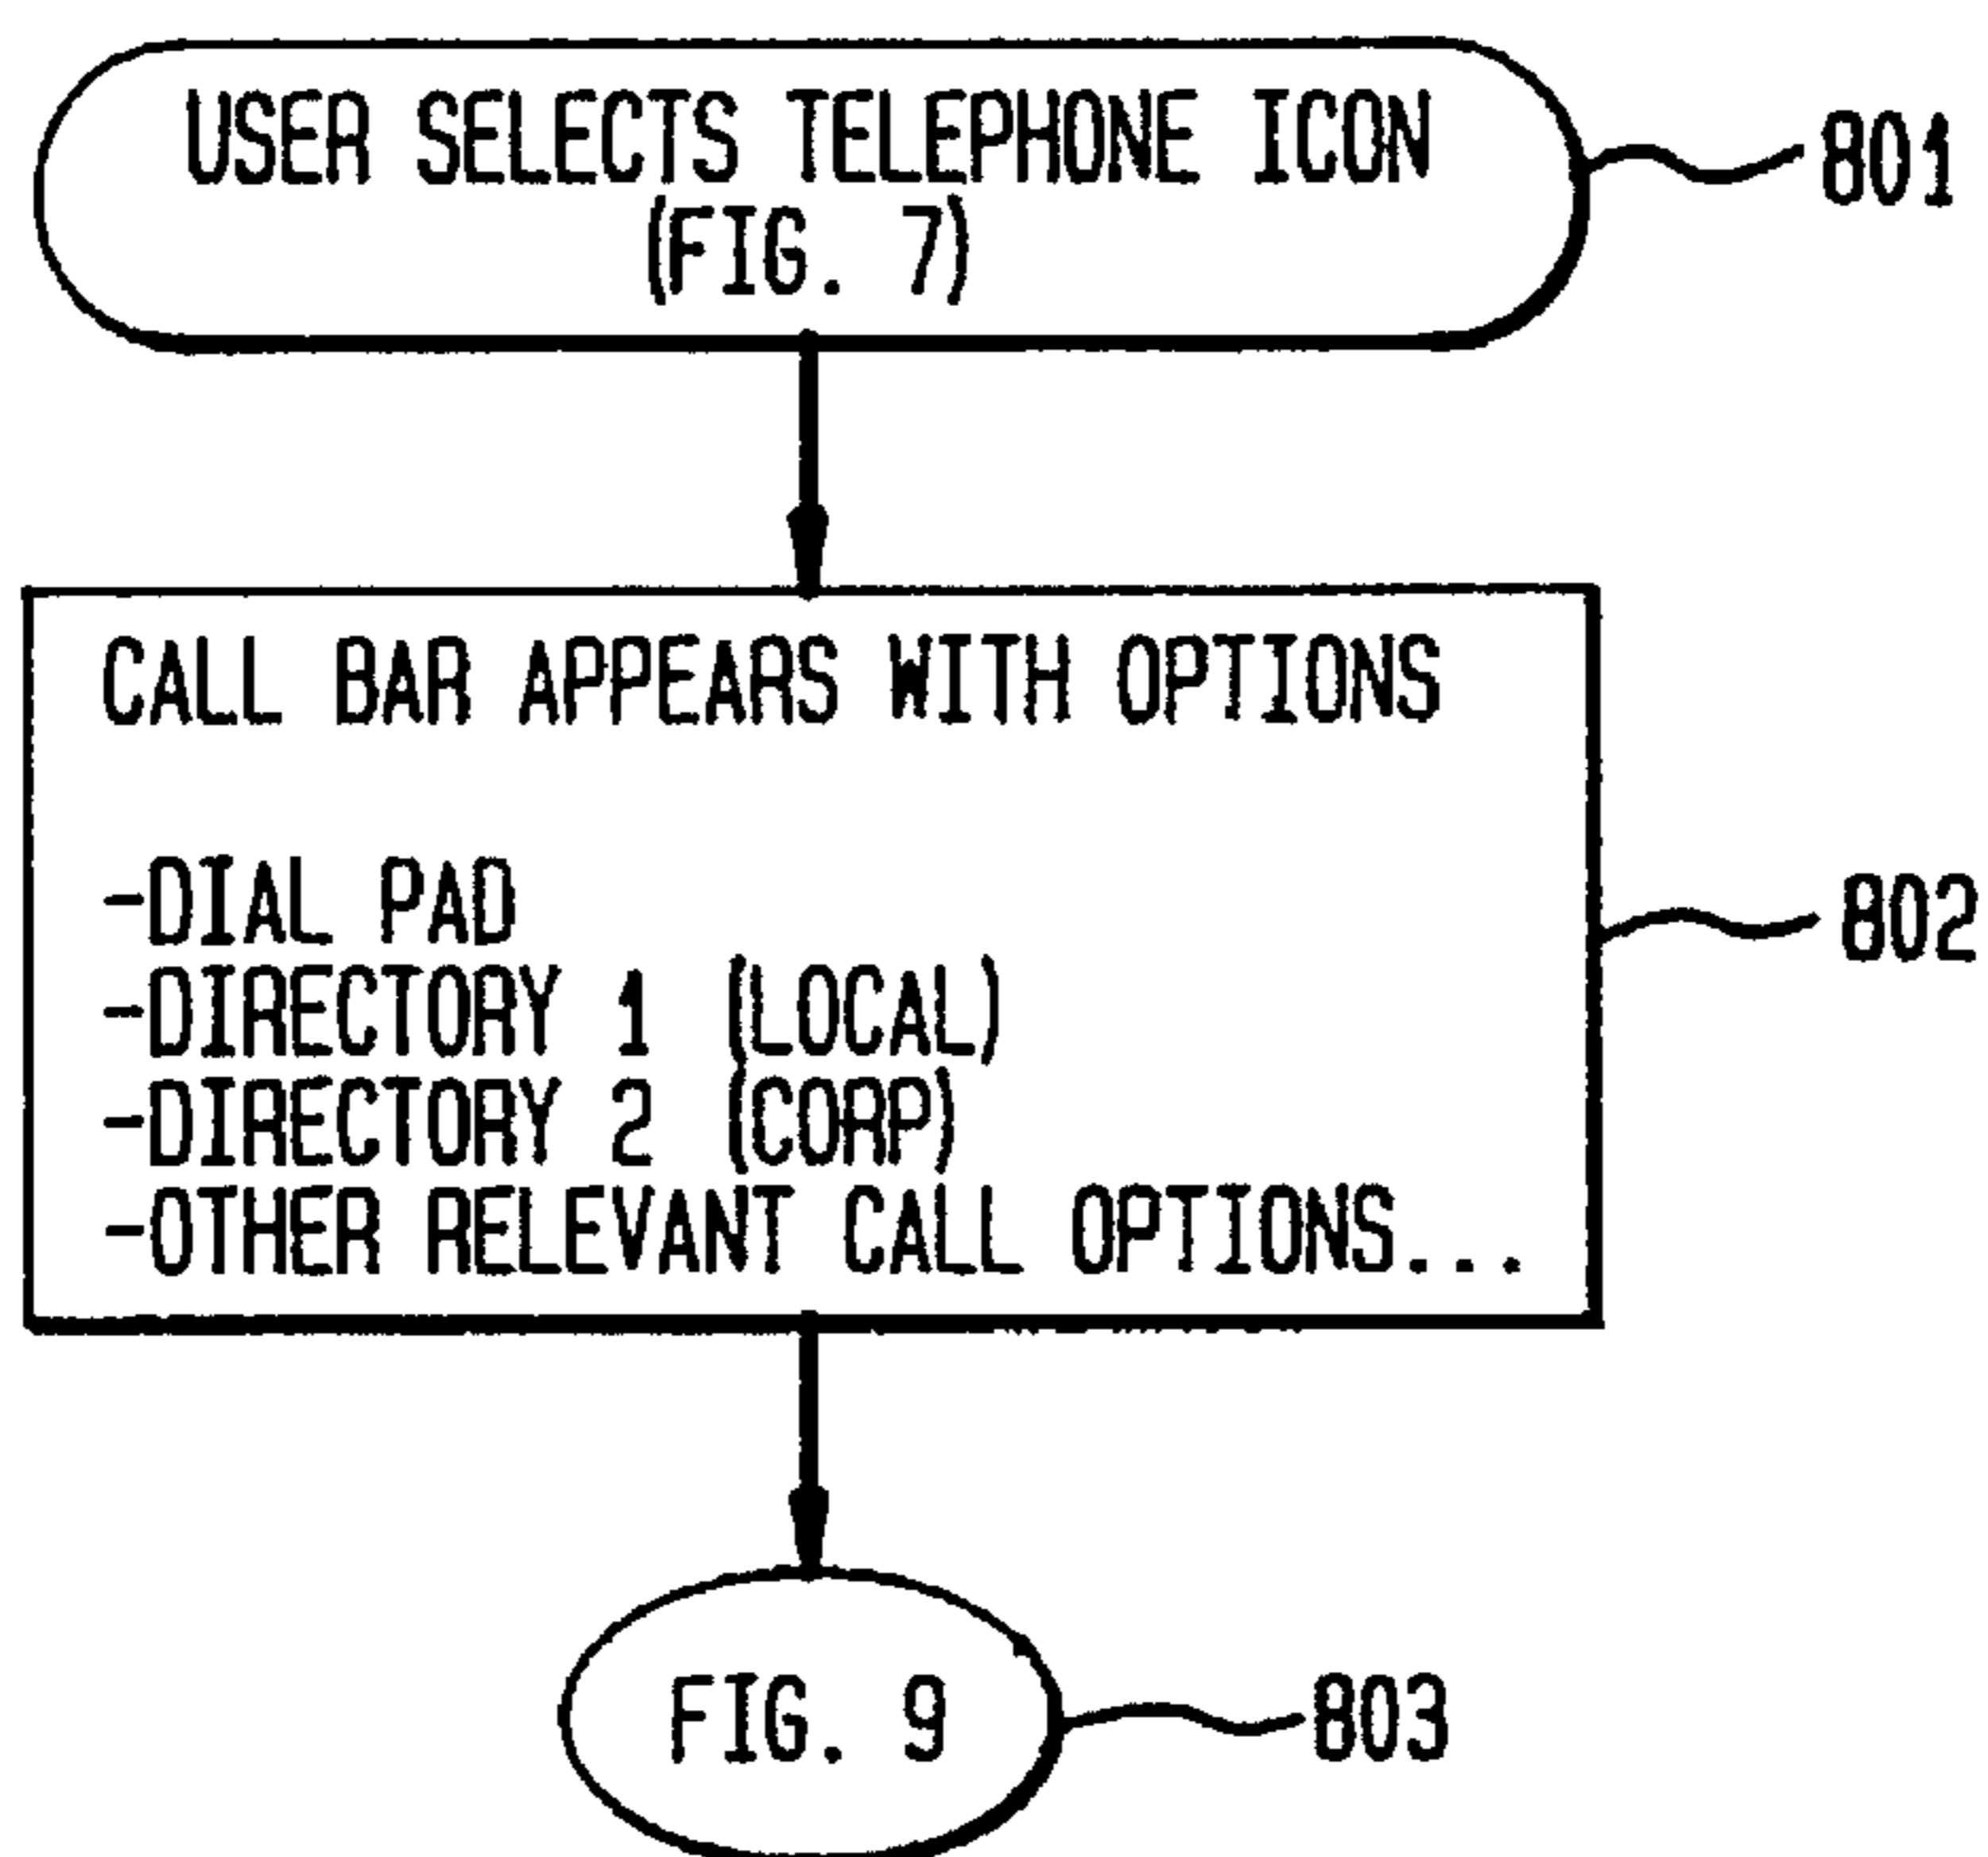 USER SELECTS TELEPHONE ICON
(FIG. 7)
801
CALL BAR APPEARS WITH OPTIONS
-DIAL PAD
-DIRECTORY 1 (LOCAL)
-DIRECTORY 2 (CORP)
-OTHER RELEVANT CALL OPTIONS...
802
FIG. 9
803